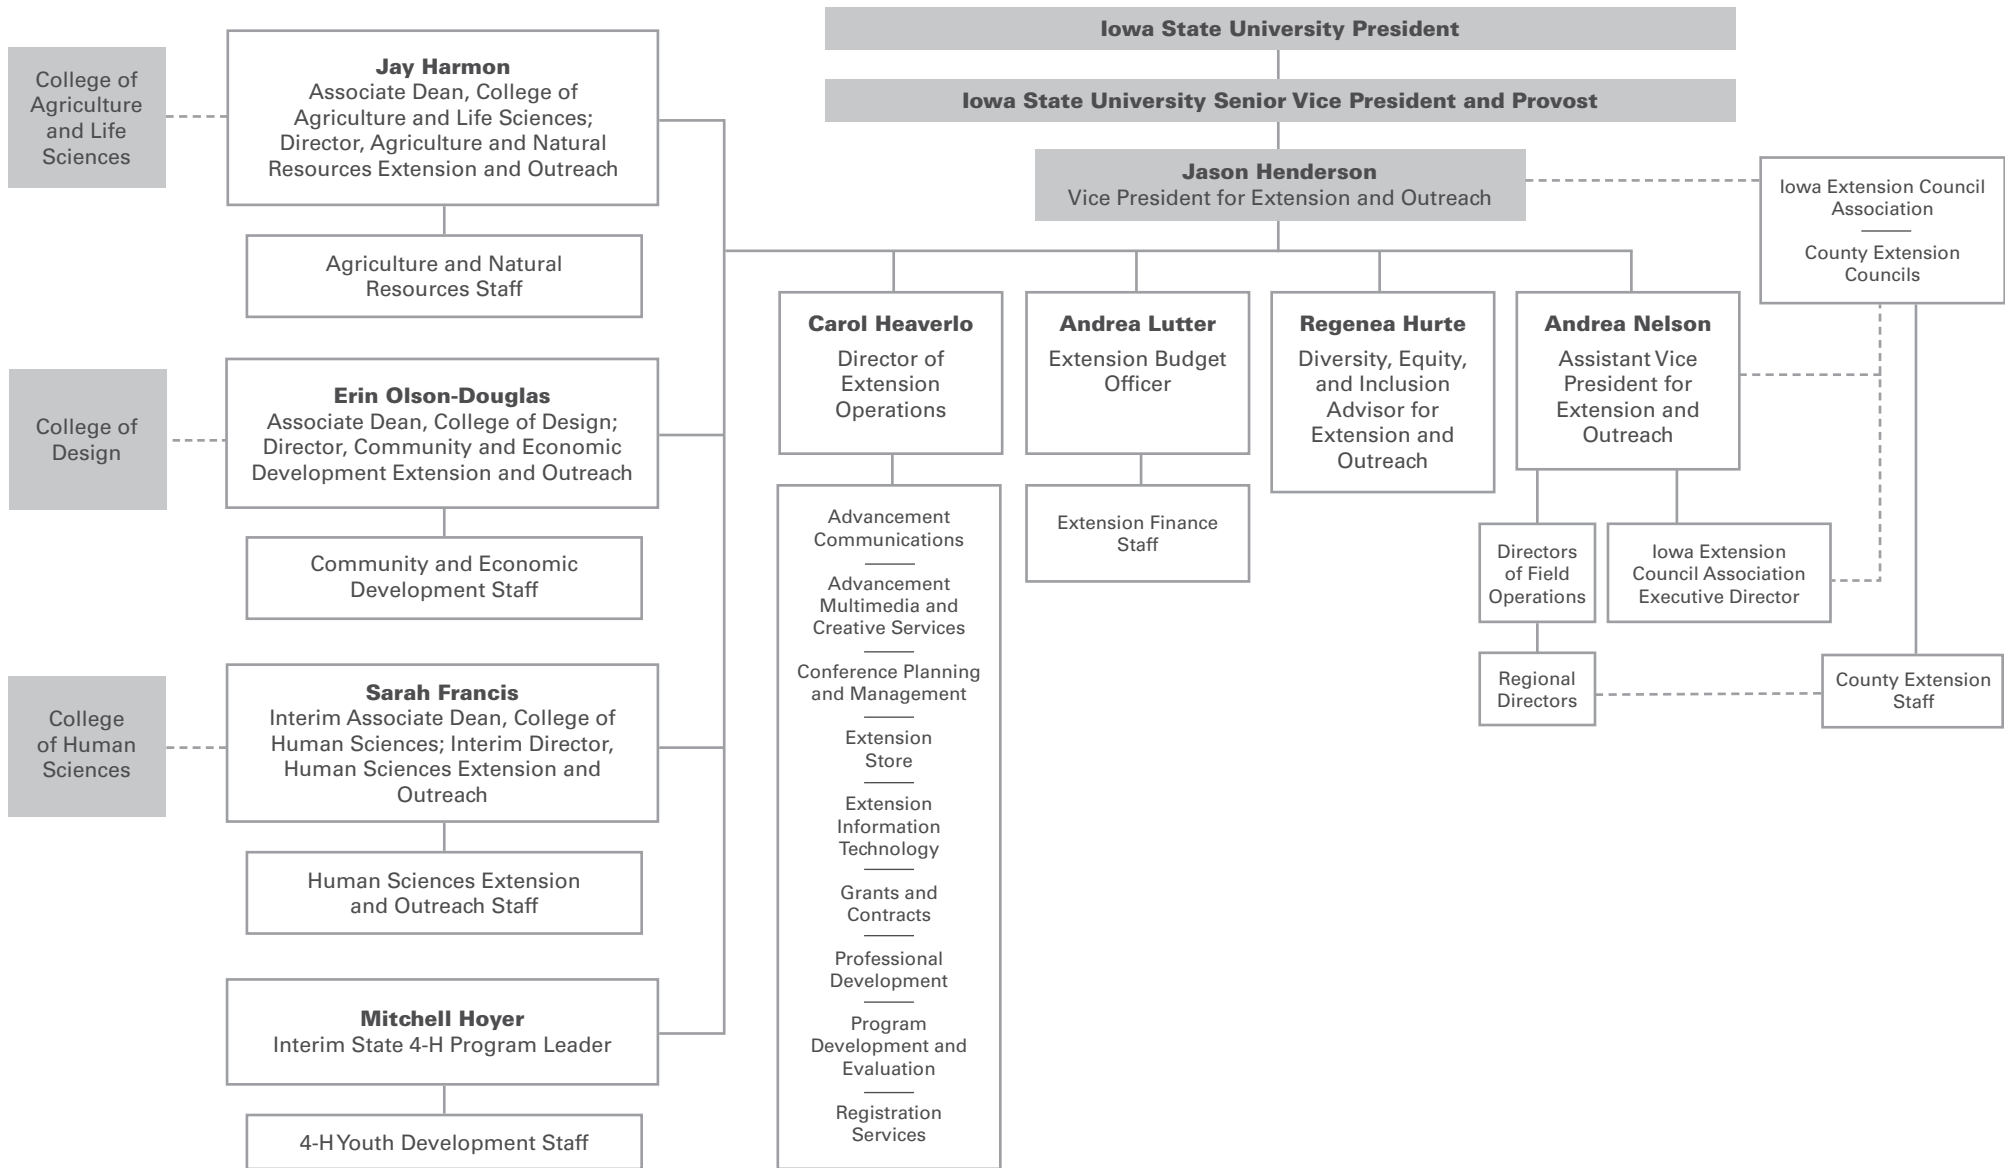 Iowa State University President
Iowa State University Senior Vice President and Provost
Jason Henderson
Vice President for Extension and Outreach
Iowa Extension Council
Association
County Extension
Councils
College of
Agriculture
and Life
Sciences
Jay Harmon
Associate Dean, College of
Agriculture and Life Sciences;
Director, Agriculture and Natural
Resources Extension and Outreach
Agriculture and Natural
Resources Staff
College of
Design
Erin Olson-Douglas
Associate Dean, College of Design;
Director, Community and Economic
Development Extension and Outreach
Community and Economic
Development Staff
College
of Human
Sciences
Sarah Francis
Interim Associate Dean, College of
Human Sciences; Interim Director,
Human Sciences Extension and
Outreach
Human Sciences Extension
and Outreach Staff
Mitchell Hoyer
Interim State 4-H Program Leader
4-H Youth Development Staff
Carol Heaverlo
Director of
Extension
Operations
Advancement
Communications
Advancement
Multimedia and
Creative Services
Conference Planning
and Management
Extension
Store
Extension
Information
Technology
Grants and
Contracts
Professional
Development
Program
Development and
Evaluation
Registration
Services
Andrea Lutter
Extension Budget
Officer
Extension Finance
Staff
Regenea Hurte
Diversity, Equity,
and Inclusion
Advisor for
Extension and
Outreach
Andrea Nelson
Assistant Vice
President for
Extension and
Outreach
Directors
of Field
Operations
Regional
Directors
Iowa Extension
Council Association
Executive Director
County Extension
Staff